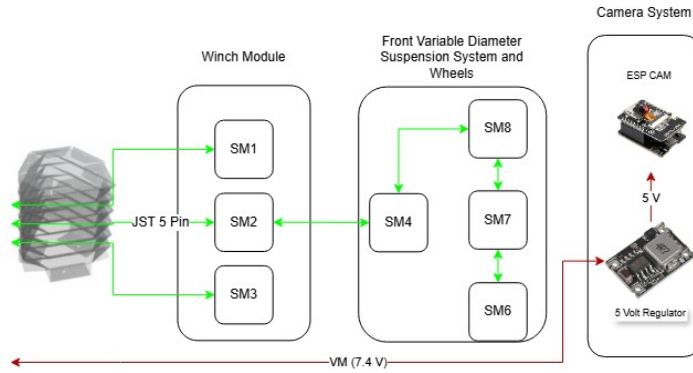 Camera System
Front Variable Diameter
Suspension System and
Wheels
Winch Module
ESP CAM
SM1
SM8
SM2
JST 5 Pin
SM4
SM7
5 V
SM3
SM6
5 Volt Regulator
VM (7.4 V)